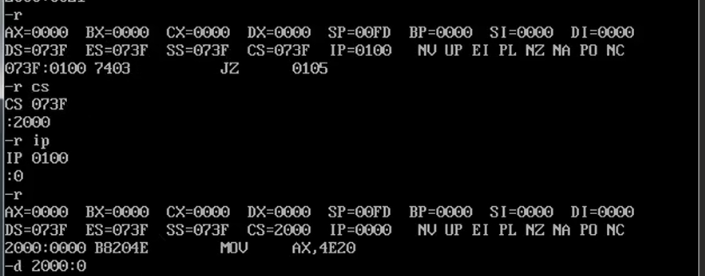 -r
AX=0000 BX=0000 CX=0000 DX=0000 SP=00FD BP=0000 SI=0000 DI=0000
DS=073F ES=073F SS=073F CS=073F IP=0100 NV UP EI PL NZ NA PO NC
073F:0100 7403 JZ 0105
-r cs
CS 073F
:2000
-r ip
IP 0100
:0
-r
AX=0000 BX=0000 CX=0000 DX=0000 SP=00FD BP=0000 SI=0000 DI=0000
DS=073F ES=073F SS=073F CS=2000 IP=0000 NV UP EI PL NZ NA PO NC
2000:0000 B8204E MOV AX,4E20
-d 2000:0